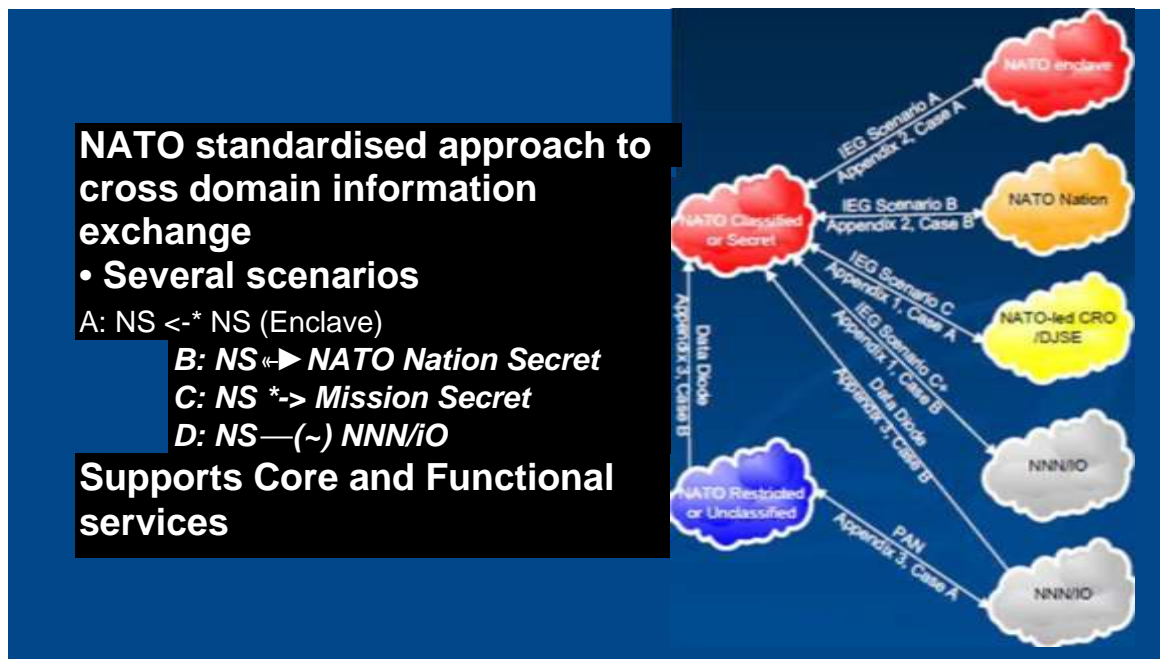 NATO standardised approach to
cross domain information
exchange
• Several scenarios
A: NS <-* NS (Enclave)
B: NS«-► NATO Nation Secret
C: NS *-> Mission Secret
D: NS—(~) NNN/iO
Supports Core and Functional
services
NATO enclave
IEG Scenario A
Appendix 2, Case A
NATO Nation
IEG Scenario B
Appendix 2, Case B
NATO Classified
or Secret
IEG Scenario C
Appendix 1, Case A
NATO-led CRO
/DJSE
IEG Scenario C+
Appendix 1, Case B
Data Diode
Appendix 3, Case B
Data Diode
Appendix 3, Case B
NNN/IO
NATO Restricted
or Unclassified
PAN
Appendix 3, Case A
NNN/IO